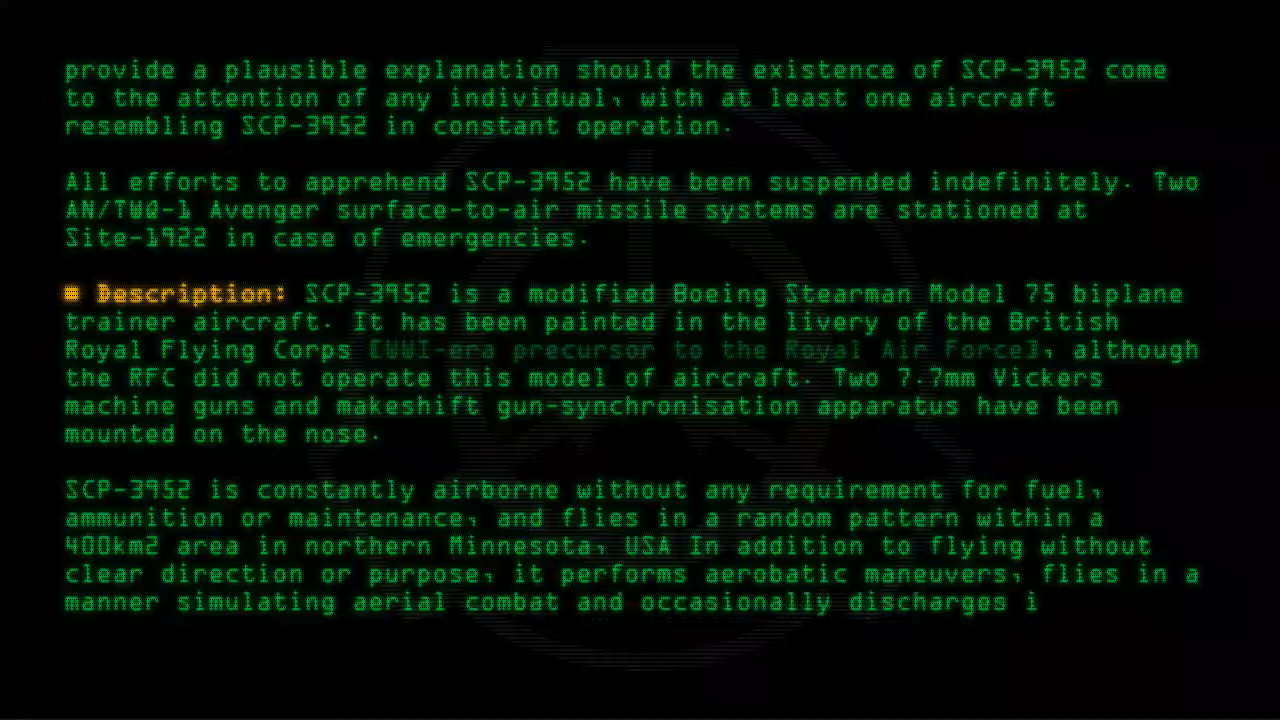 provide a plausible explanation should the existence of SCP-3952 come
to the attention of any individual, with at least one aircraft
resembling SCP-3952 in constant operation.
All efforts to apprehend SCP-3952 have been suspended indefinitely. Two
AN/TWQ-1 Avenger surface-to-air missile systems are stationed at
Site-1922 in case of emergencies.
■ Description: SCP-3952 is a modified Boeing Stearman Model 75 biplane
trainer aircraft. It has been painted in the livery of the British
Royal Flying Corps [WWI-era precursor to the Royal Air Force], although
the RFC did not operate this model of aircraft. Two 7.7mm Vickers
machine guns and makeshift gun-synchronisation apparatus have been
mounted on the nose.
SCP-3952 is constantly airborne without any requirement for fuel,
ammunition or maintenance, and flies in a random pattern within a
400km2 area in northern Minnesota, USA In addition to flying without
clear direction or purpose, it performs aerobatic maneuvers, flies in a
manner simulating aerial combat and occasionally discharges i